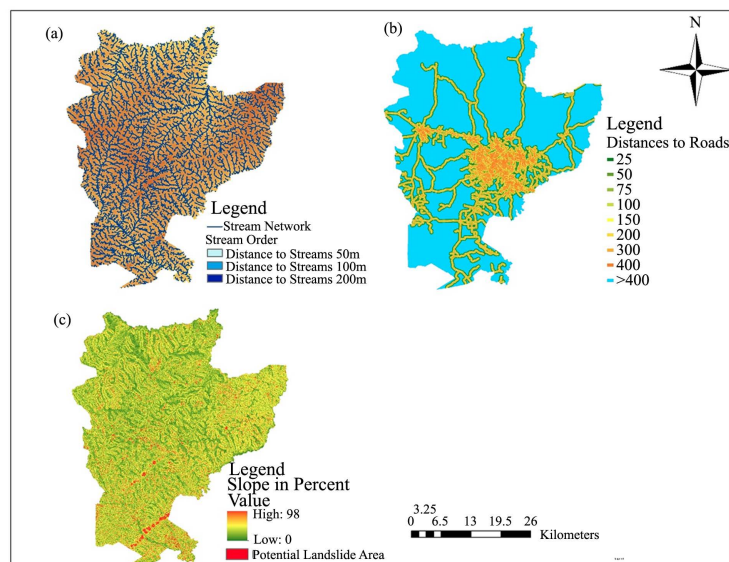 (a)
(b)
N
Legend
Stream Network
Stream Order
Distance to Streams 50m
Distance to Streams 100m
Distance to Streams 200m
Legend
Distances to Roads
25
50
75
100
150
200
300
400
>400
(c)
Legend
Slope in Percent
Value
High: 98
Low: 0
Potential Landslide Area
3.25
0 6.5 13 19.5 26
Kilometers